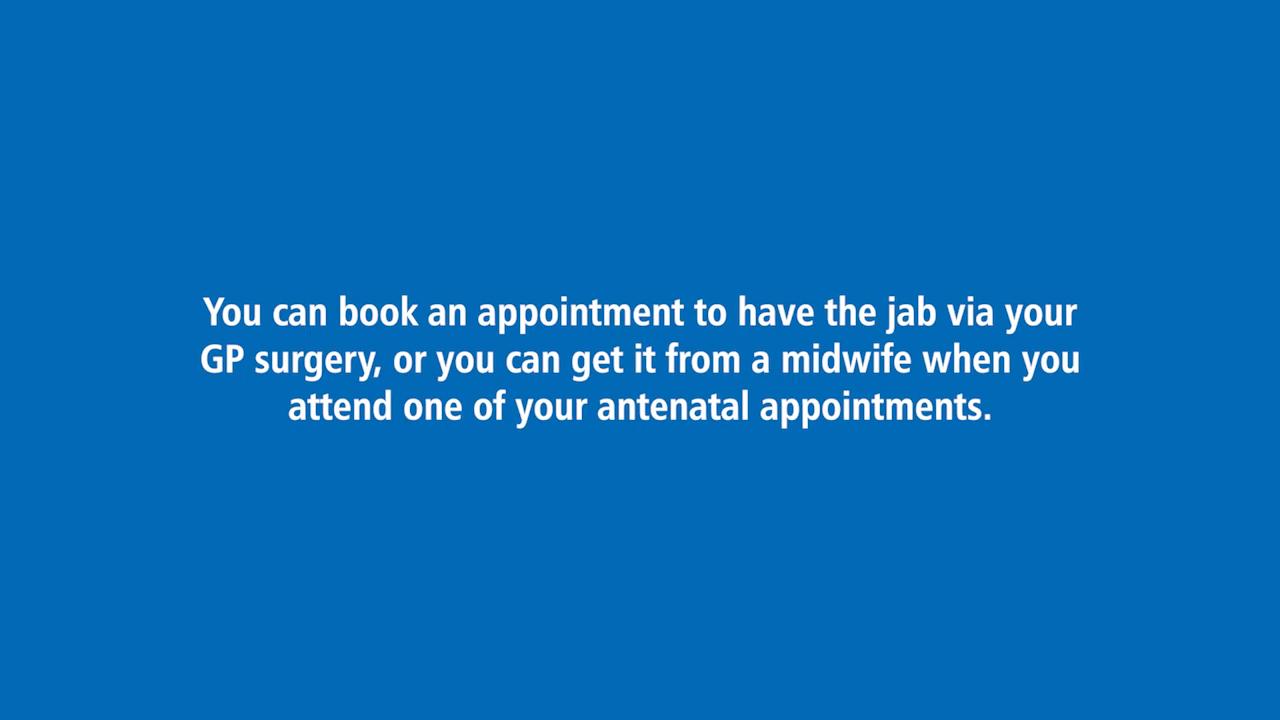 You can book an appointment to have the jab via your
GP surgery, or you can get it from a midwife when you
attend one of your antenatal appointments.